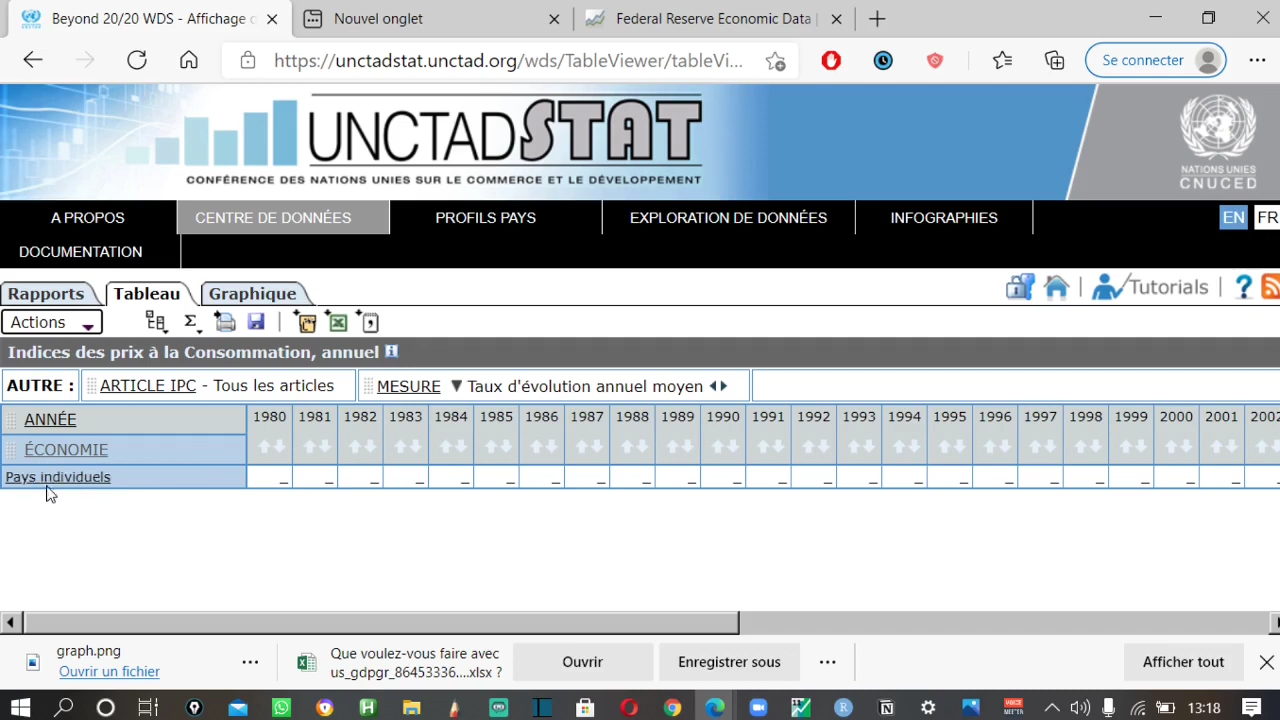 Beyond 20/20 WDS - Affichage
Nouvel onglet
Federal Reserve Economic Data |
https://unctadstat.unctad.org/wds/TableViewer/tableVi...
Se connecter
UNCTADSTAT
CONFÉRENCE DES NATIONS UNIES SUR LE COMMERCE ET LE DÉVELOPPEMENT
NATIONS UNIES
CNUCED
A PROPOS
CENTRE DE DONNÉES
PROFILS PAYS
EXPLORATION DE DONNÉES
INFOGRAPHIES
EN
FR
DOCUMENTATION
Rapports
Tableau
Graphique
Tutorials
?
Actions
Σ
Indices des prix à la Consommation, annuel
AUTRE :
ARTICLE IPC - Tous les articles
MESURE
Taux d'évolution annuel moyen
ANNÉE
1980 1981 1982 1983 1984 1985 1986 1987 1988 1989 1990 1991 1992 1993 1994 1995 1996 1997 1998 1999 2000 2001 2002
ÉCONOMIE
Pays individuels
_ _ _ _ _ _ _ _ _ _ _ _ _ _ _ _ _ _ _ _ _ _ _
graph.png
Ouvrir un fichier
Que voulez-vous faire avec
us_gdpgr_86453336....xlsx ?
Ouvrir
Enregistrer sous
Afficher tout
13:18